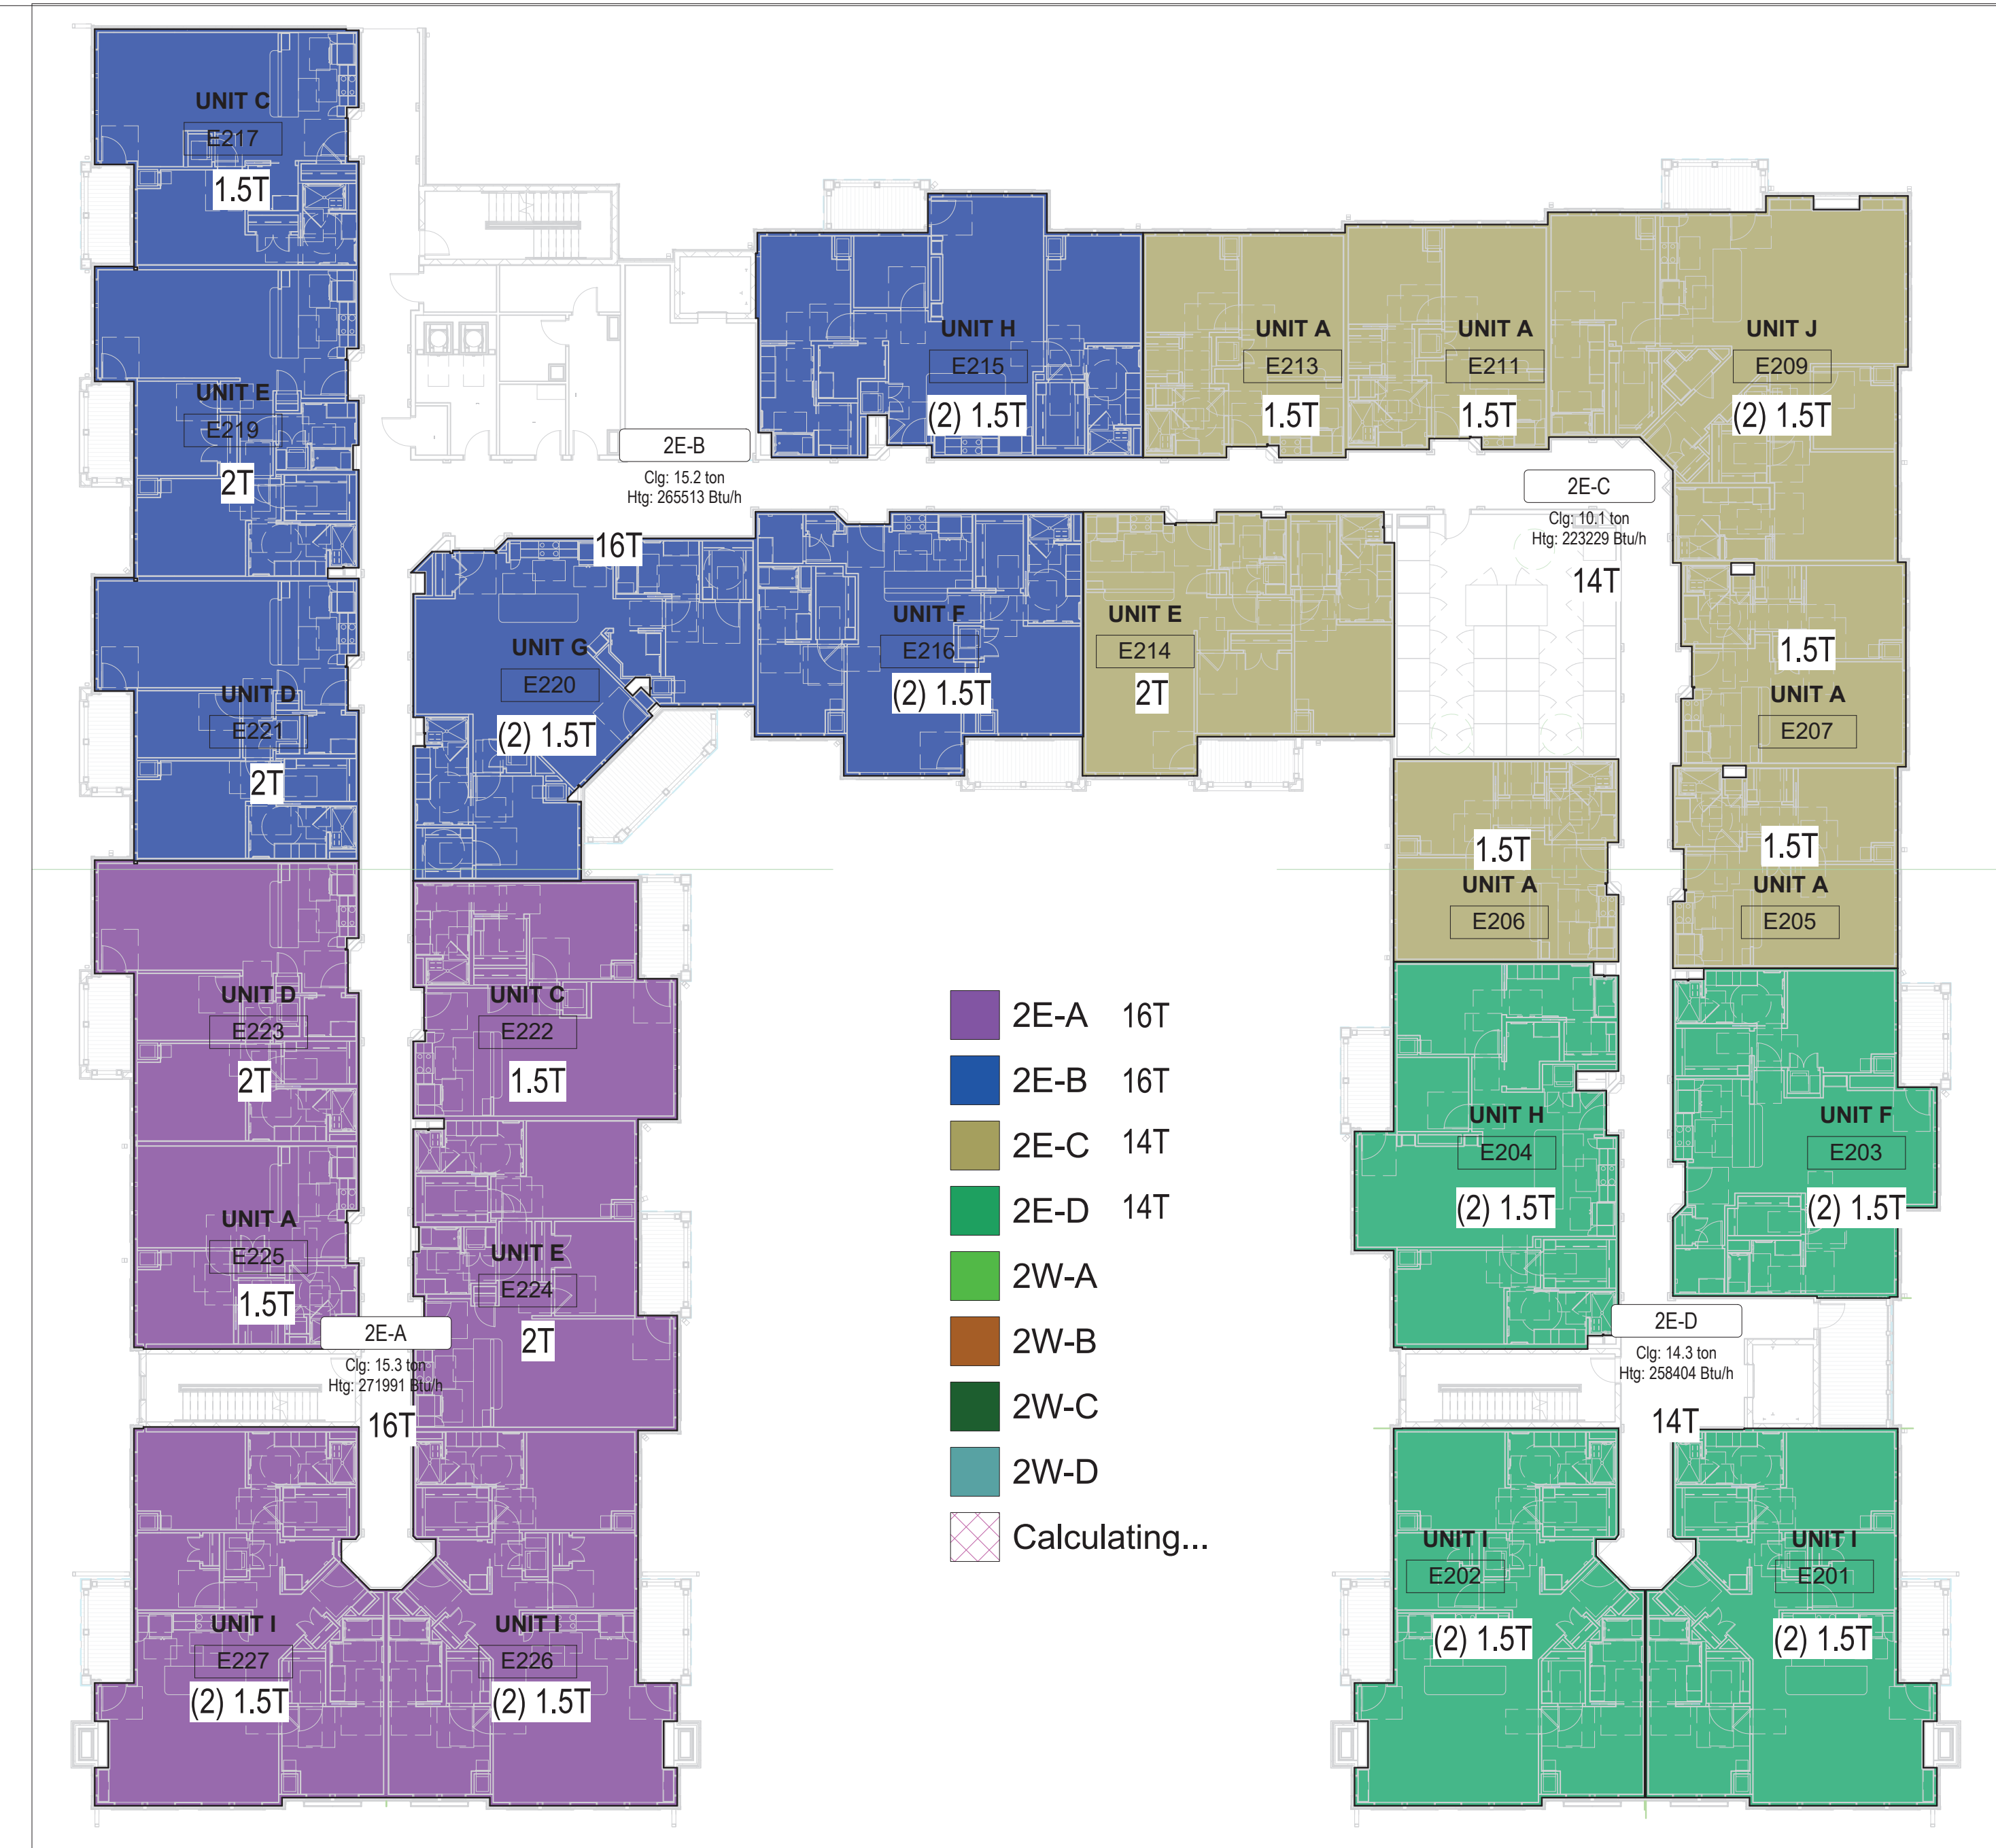 UNIT C
E217
1.5T
UNIT E
E219
2T
UNIT D
E221
2T
UNIT H
E215
(2) 1.5T
UNIT A
E213
1.5T
UNIT A
E211
1.5T
UNIT J
E209
(2) 1.5T
2E-B
Clg: 15.2 ton
Htg: 265513 Btu/h
16T
2E-C
Clg: 10.1 ton
Htg: 223229 Btu/h
14T
UNIT G
E220
(2) 1.5T
UNIT F
E216
(2) 1.5T
UNIT E
E214
2T
1.5T
UNIT A
E207
1.5T
UNIT A
E206
1.5T
UNIT A
E205
UNIT D
E223
2T
UNIT C
E222
1.5T
UNIT A
E225
1.5T
UNIT E
E224
2T
2E-A
Clg: 15.3 ton
Htg: 271991 Btu/h
16T
UNIT I
E227
(2) 1.5T
UNIT I
E226
(2) 1.5T
2E-A 16T
2E-B 16T
2E-C 14T
2E-D 14T
2W-A
2W-B
2W-C
2W-D
Calculating...
UNIT H
E204
(2) 1.5T
UNIT F
E203
(2) 1.5T
2E-D
Clg: 14.3 ton
Htg: 258404 Btu/h
14T
UNIT I
E202
(2) 1.5T
UNIT I
E201
(2) 1.5T